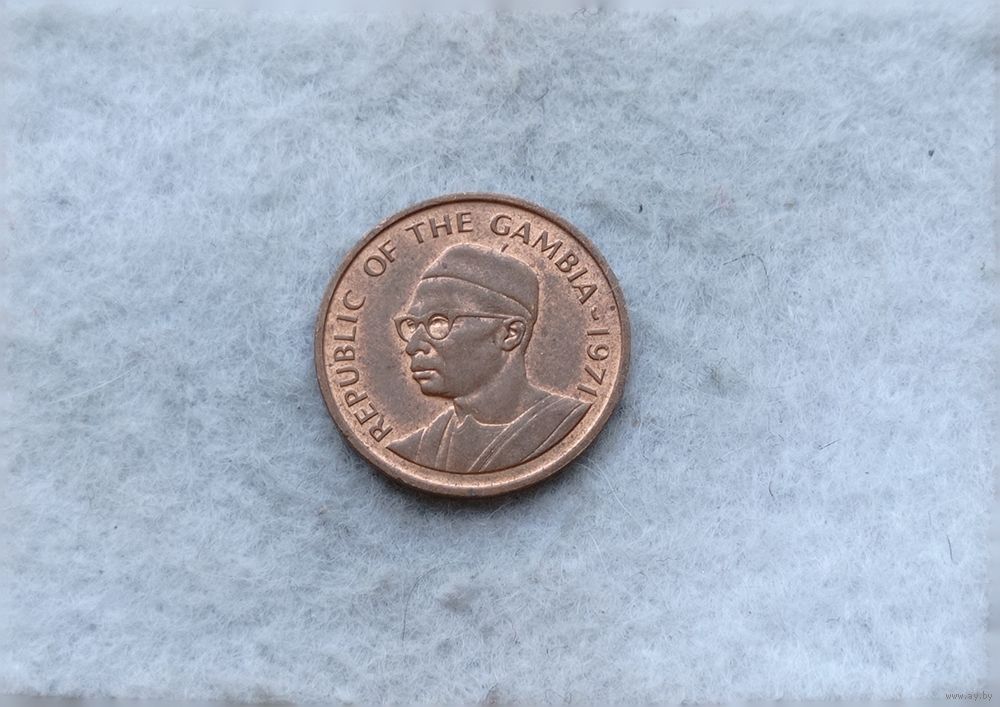 REPUBLIC OF THE GAMBIA - 1971
www.ay.by